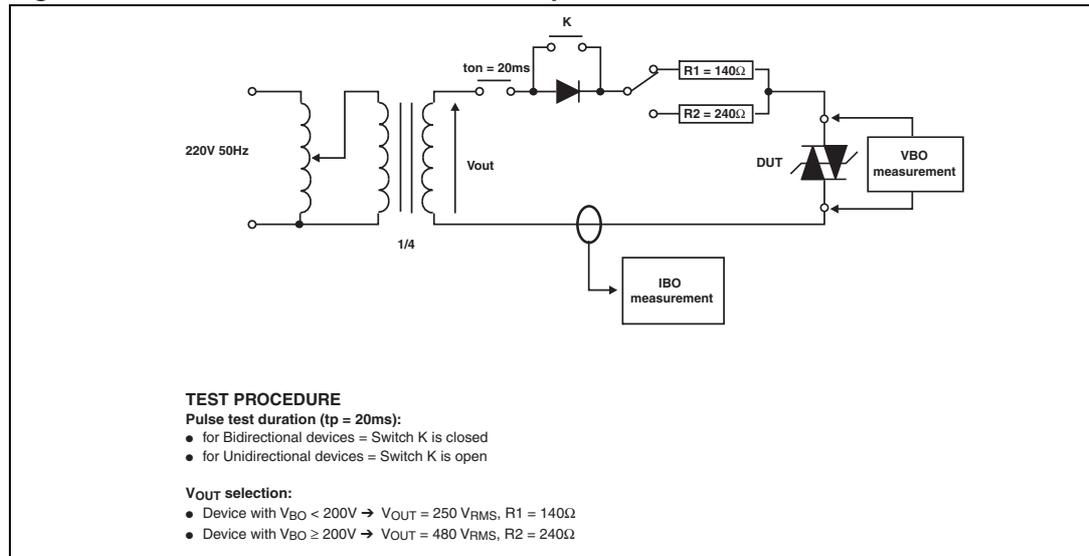 K
ton = 20ms
R1 = 140Ω
R2 = 240Ω
220V 50Hz
Vout
DUT
VBO
measurement
1/4
IBO
measurement
TEST PROCEDURE
Pulse test duration (tp = 20ms):
● for Bidirectional devices = Switch K is closed
● for Unidirectional devices = Switch K is open
VOUT selection:
● Device with VBO < 200V ➔ VOUT = 250 VRMS, R1 = 140Ω
● Device with VBO ≥ 200V ➔ VOUT = 480 VRMS, R2 = 240Ω